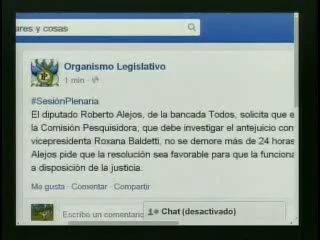 ares y cosas
Organismo Legislativo
1 min ·
#SesiónPlenaria
El diputado Roberto Alejos, de la bancada Todos, solicita que e
la Comisión Pesquisidora, que debe investigar el antejuicio con
vicepresidenta Roxana Baldetti, no se demore más de 24 horas
Alejos pide que la resolución sea favorable para que la funciona
a disposición de la justicia.
Me gusta · Comentar · Compartir
Escribe un comentario
Chat (desactivado)